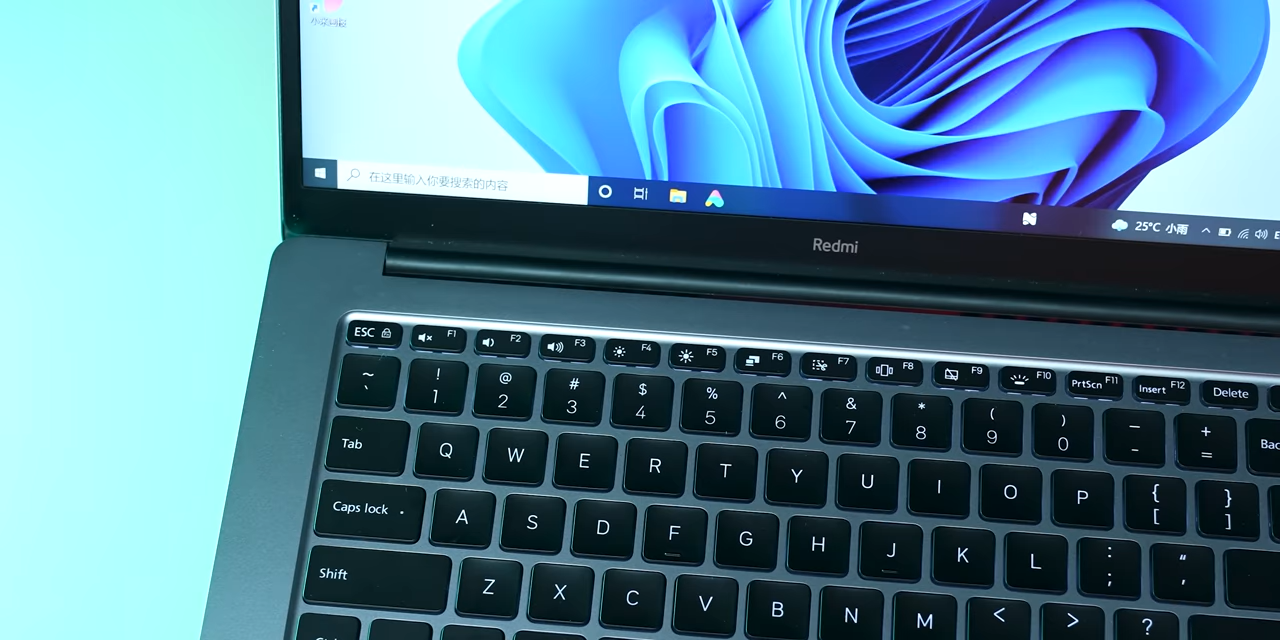 在这里输入你要搜索的内容
25°C 小雨
Redmi
ESC F1 F2 F3 F4 F5 F6 F7 F8 F9 F10 PrtScn F11 Insert F12 Delete
~ ! @ # $ % ^ & * ( ) — +
` 1 2 3 4 5 6 7 8 9 0 - =
Tab Q W E R T Y U I O P { }
[ ]
Caps lock A S D F G H J K L : “
; ‘
Shift Z X C V B N M < > ?